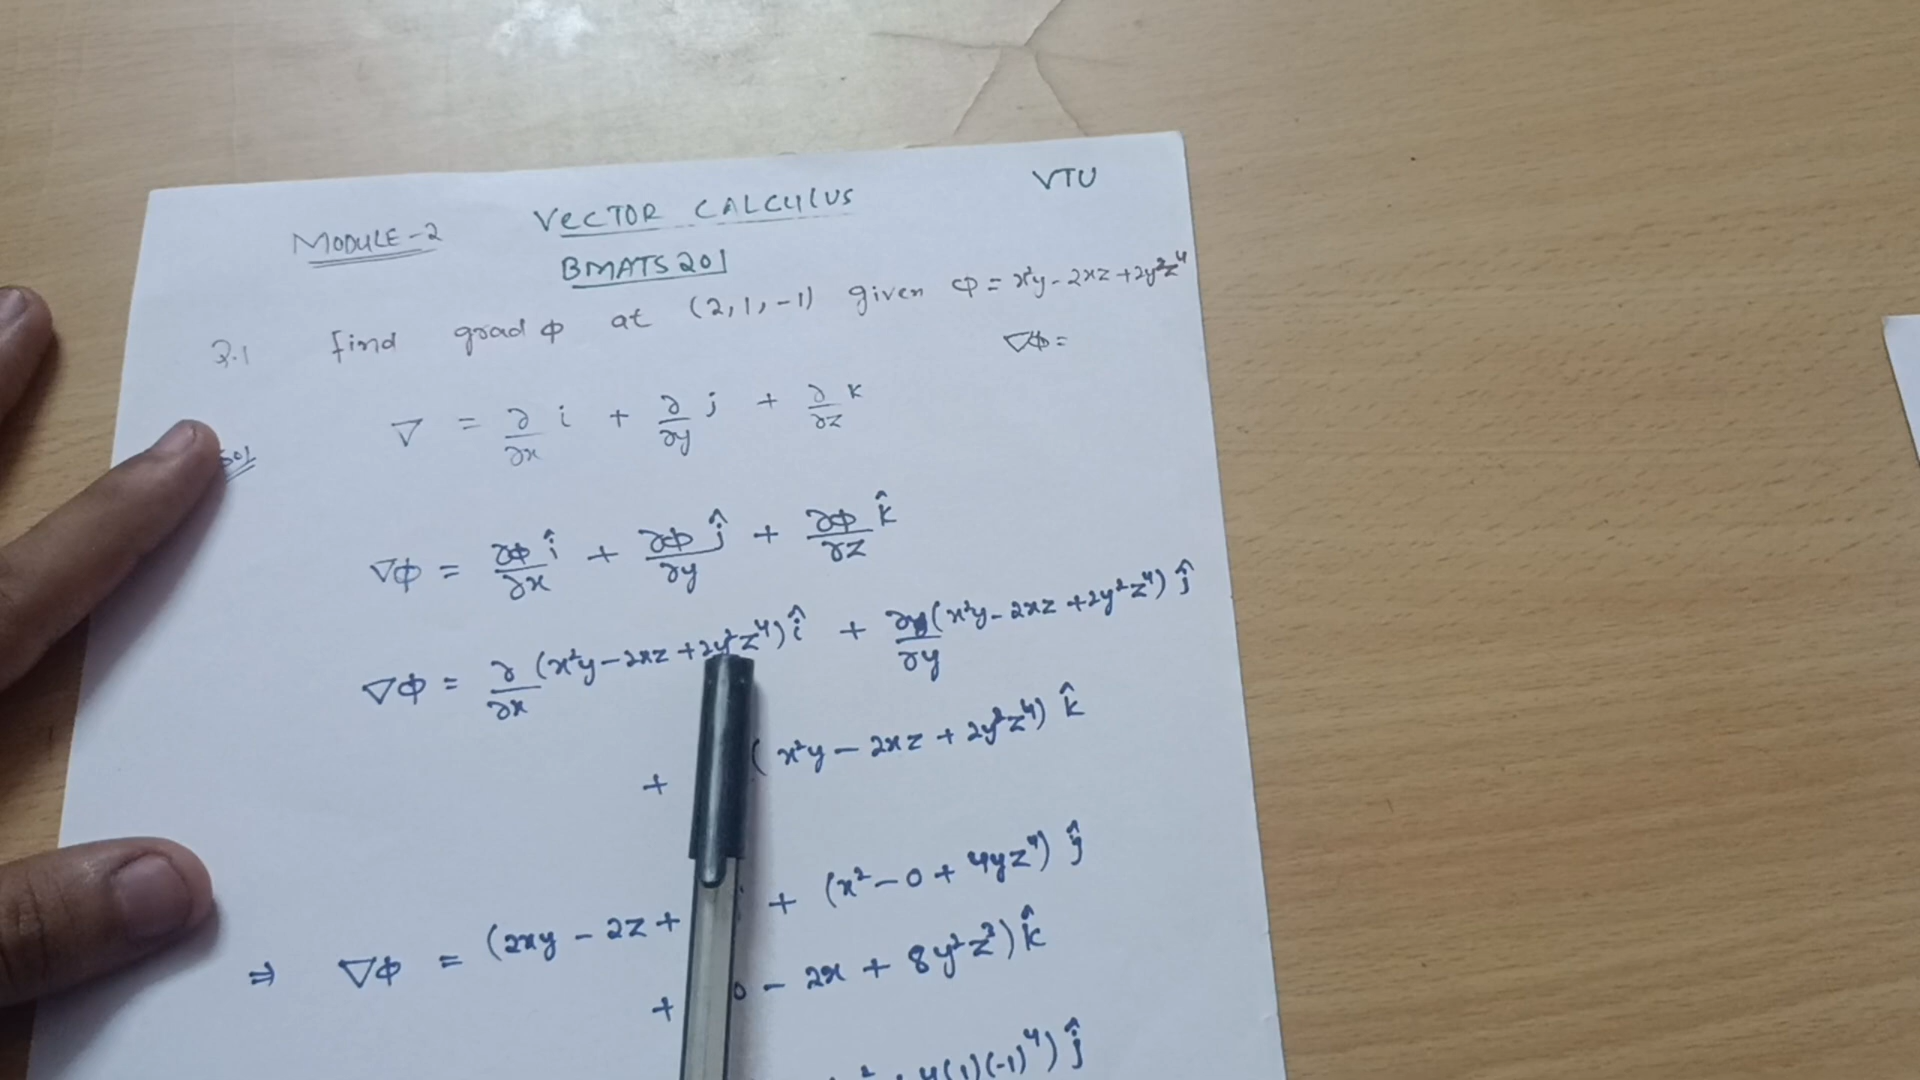 VTU
MODULE-2 VECTOR CALCULUS
BMATS201
Q.1 find grad φ at (2,1,-1) given φ = x²y - 2xz + 2y²z⁴
∇φ =
Sol
∇ = ∂/∂x i + ∂/∂y j + ∂/∂z k
∇φ = ∂φ/∂x î + ∂φ/∂y ĵ + ∂φ/∂z k̂
∇φ = ∂/∂x (x²y - 2xz + 2y²z⁴) î + ∂/∂y (x²y - 2xz + 2y²z⁴) ĵ
+ (x²y - 2xz + 2y²z⁴) k̂
⇒ ∇φ = (2xy - 2z + + (x² - 0 + 4yz⁴) ĵ
+ 0 - 2x + 8y²z³) k̂
4(1)(-1)⁴) ĵ